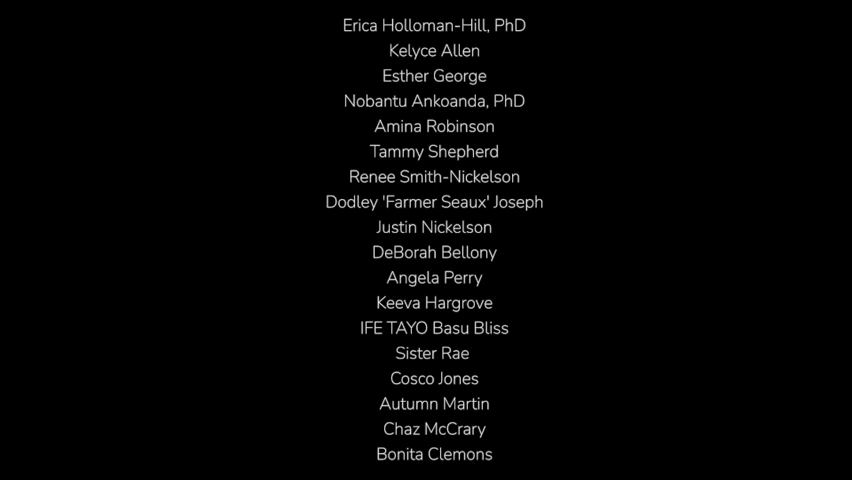 Erica Holloman-Hill, PhD
Kelyce Allen
Esther George
Nobantu Ankoanda, PhD
Amina Robinson
Tammy Shepherd
Renee Smith-Nickelson
Dodley 'Farmer Seaux' Joseph
Justin Nickelson
DeBorah Bellony
Angela Perry
Keeva Hargrove
IFE TAYO Basu Bliss
Sister Rae
Cosco Jones
Autumn Martin
Chaz McCrary
Bonita Clemons